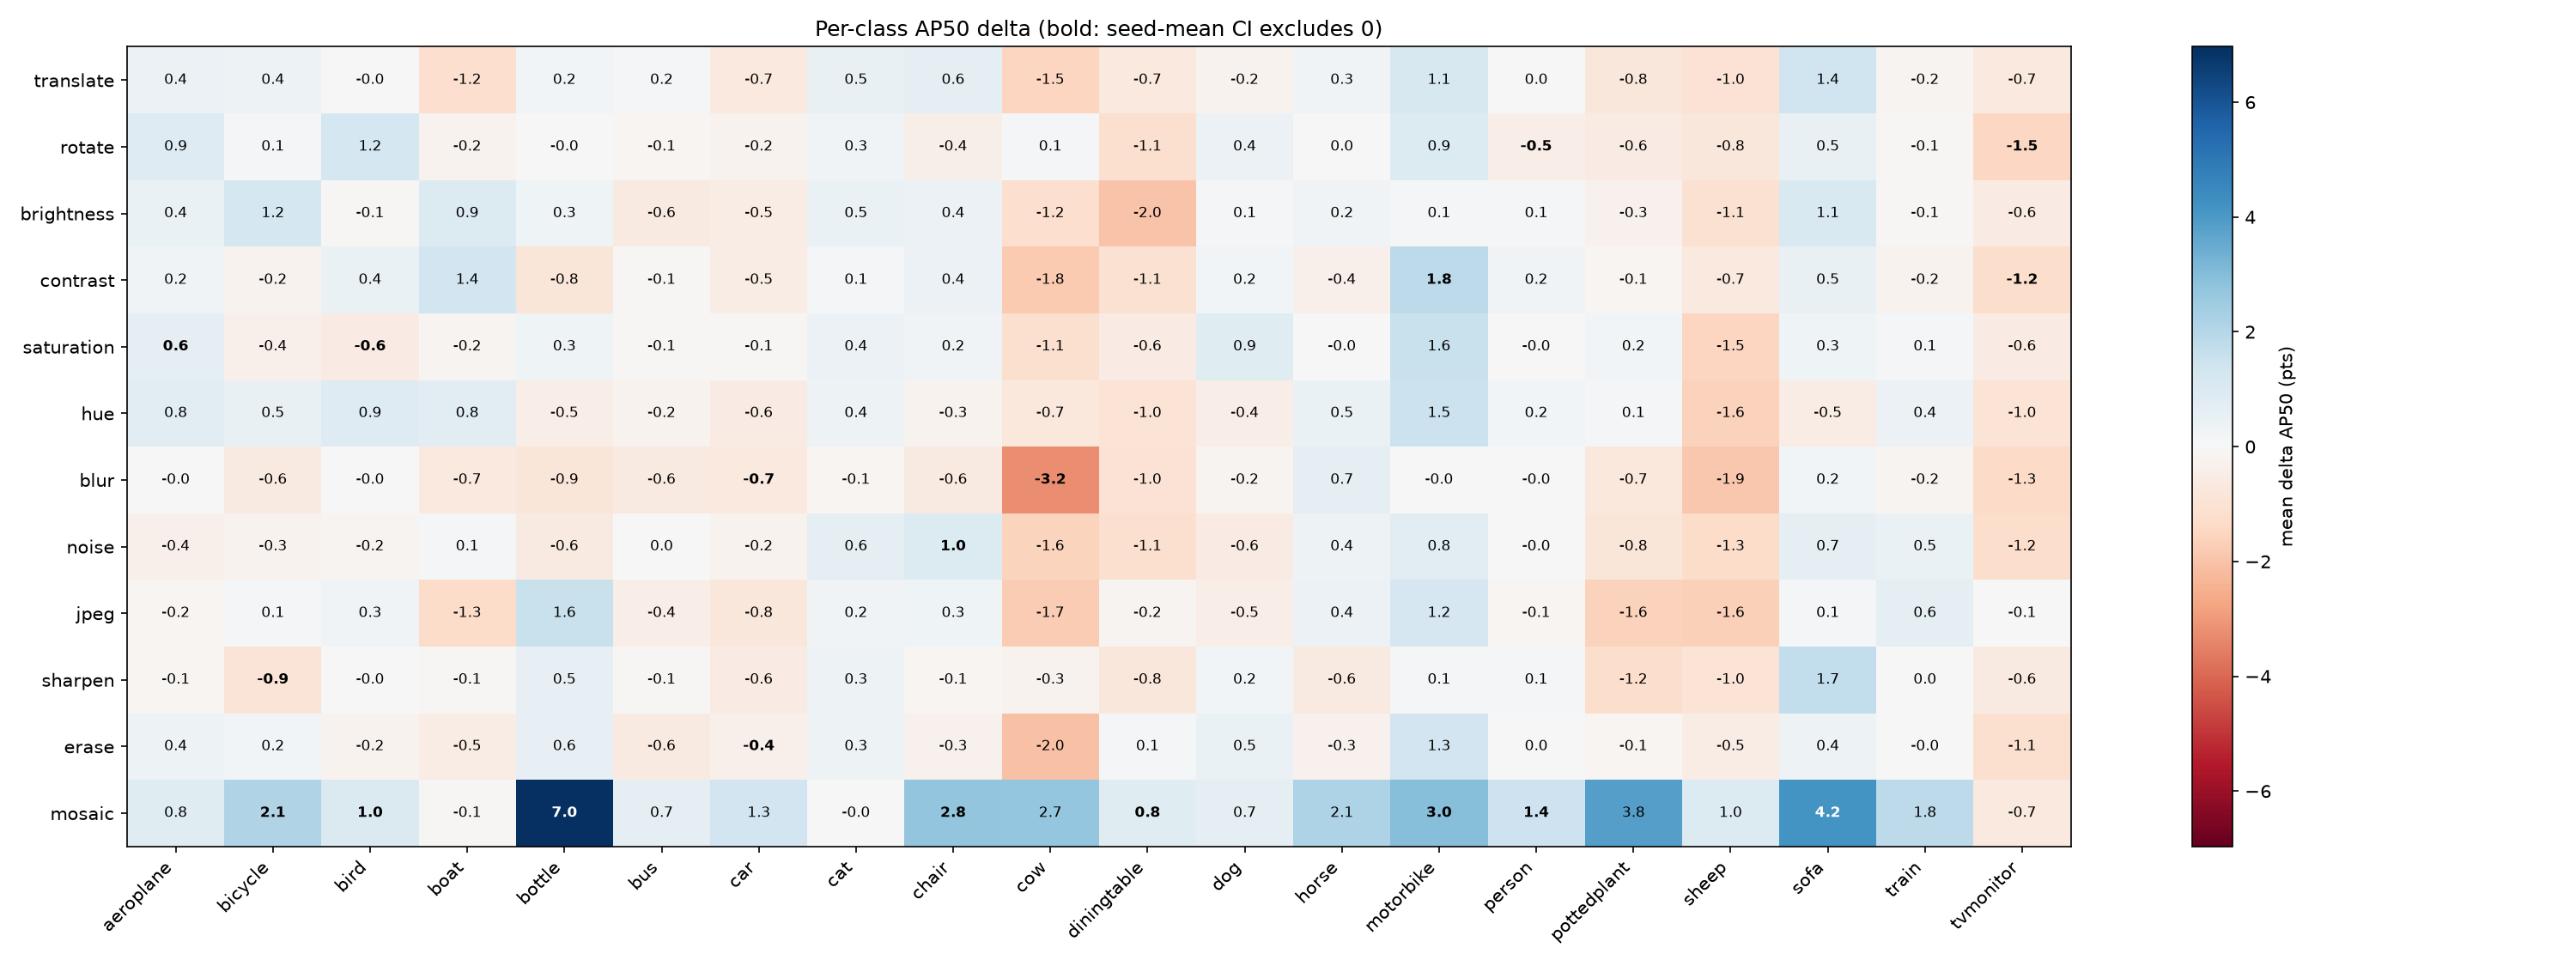 Per-class AP50 delta (bold: seed-mean CI excludes 0)
translate 0.4 0.4 -0.0 -1.2 0.2 0.2 -0.7 0.5 0.6 -1.5 -0.7 -0.2 0.3 1.1 0.0 -0.8 -1.0 1.4 -0.2 -0.7
rotate 0.9 0.1 1.2 -0.2 -0.0 -0.1 -0.2 0.3 -0.4 0.1 -1.1 0.4 0.0 0.9 -0.5 -0.6 -0.8 0.5 -0.1 -1.5
brightness 0.4 1.2 -0.1 0.9 0.3 -0.6 -0.5 0.5 0.4 -1.2 -2.0 0.1 0.2 0.1 0.1 -0.3 -1.1 1.1 -0.1 -0.6
contrast 0.2 -0.2 0.4 1.4 -0.8 -0.1 -0.5 0.1 0.4 -1.8 -1.1 0.2 -0.4 1.8 0.2 -0.1 -0.7 0.5 -0.2 -1.2
saturation 0.6 -0.4 -0.6 -0.2 0.3 -0.1 -0.1 0.4 0.2 -1.1 -0.6 0.9 -0.0 1.6 -0.0 0.2 -1.5 0.3 0.1 -0.6
hue 0.8 0.5 0.9 0.8 -0.5 -0.2 -0.6 0.4 -0.3 -0.7 -1.0 -0.4 0.5 1.5 0.2 0.1 -1.6 -0.5 0.4 -1.0
blur -0.0 -0.6 -0.0 -0.7 -0.9 -0.6 -0.7 -0.1 -0.6 -3.2 -1.0 -0.2 0.7 -0.0 -0.0 -0.7 -1.9 0.2 -0.2 -1.3
noise -0.4 -0.3 -0.2 0.1 -0.6 0.0 -0.2 0.6 1.0 -1.6 -1.1 -0.6 0.4 0.8 -0.0 -0.8 -1.3 0.7 0.5 -1.2
jpeg -0.2 0.1 0.3 -1.3 1.6 -0.4 -0.8 0.2 0.3 -1.7 -0.2 -0.5 0.4 1.2 -0.1 -1.6 -1.6 0.1 0.6 -0.1
sharpen -0.1 -0.9 -0.0 -0.1 0.5 -0.1 -0.6 0.3 -0.1 -0.3 -0.8 0.2 -0.6 0.1 0.1 -1.2 -1.0 1.7 0.0 -0.6
erase 0.4 0.2 -0.2 -0.5 0.6 -0.6 -0.4 0.3 -0.3 -2.0 0.1 0.5 -0.3 1.3 0.0 -0.1 -0.5 0.4 -0.0 -1.1
mosaic 0.8 2.1 1.0 -0.1 7.0 0.7 1.3 -0.0 2.8 2.7 0.8 0.7 2.1 3.0 1.4 3.8 1.0 4.2 1.8 -0.7
aeroplane bicycle bird boat bottle bus car cat chair cow diningtable dog horse motorbike person pottedplant sheep sofa train tvmonitor
6
4
2
0
−2
−4
−6
mean delta AP50 (pts)